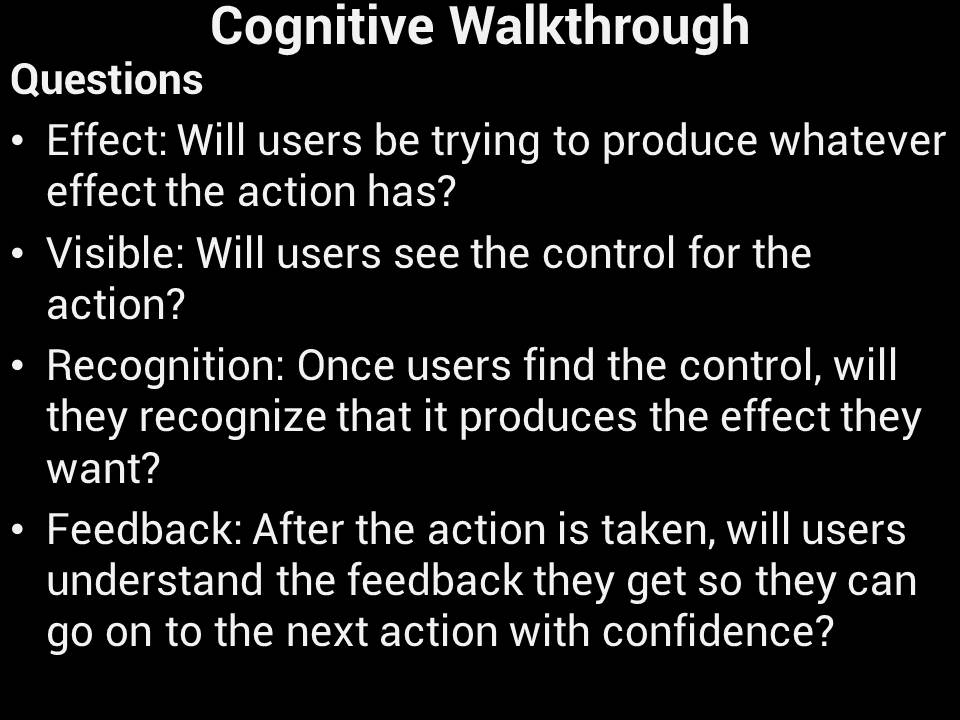 Cognitive Walkthrough
Questions
• Effect: Will users be trying to produce whatever
effect the action has?
• Visible: Will users see the control for the
action?
• Recognition: Once users find the control, will
they recognize that it produces the effect they
want?
• Feedback: After the action is taken, will users
understand the feedback they get so they can
go on to the next action with confidence?